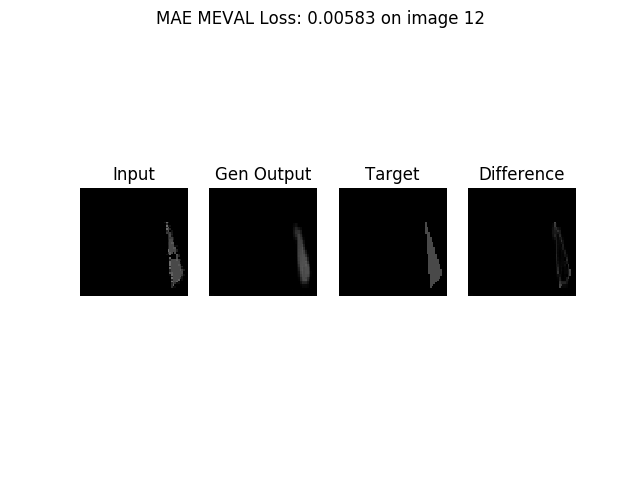 MAE MEVAL Loss: 0.00583 on image 12
Input
Gen Output
Target
Difference